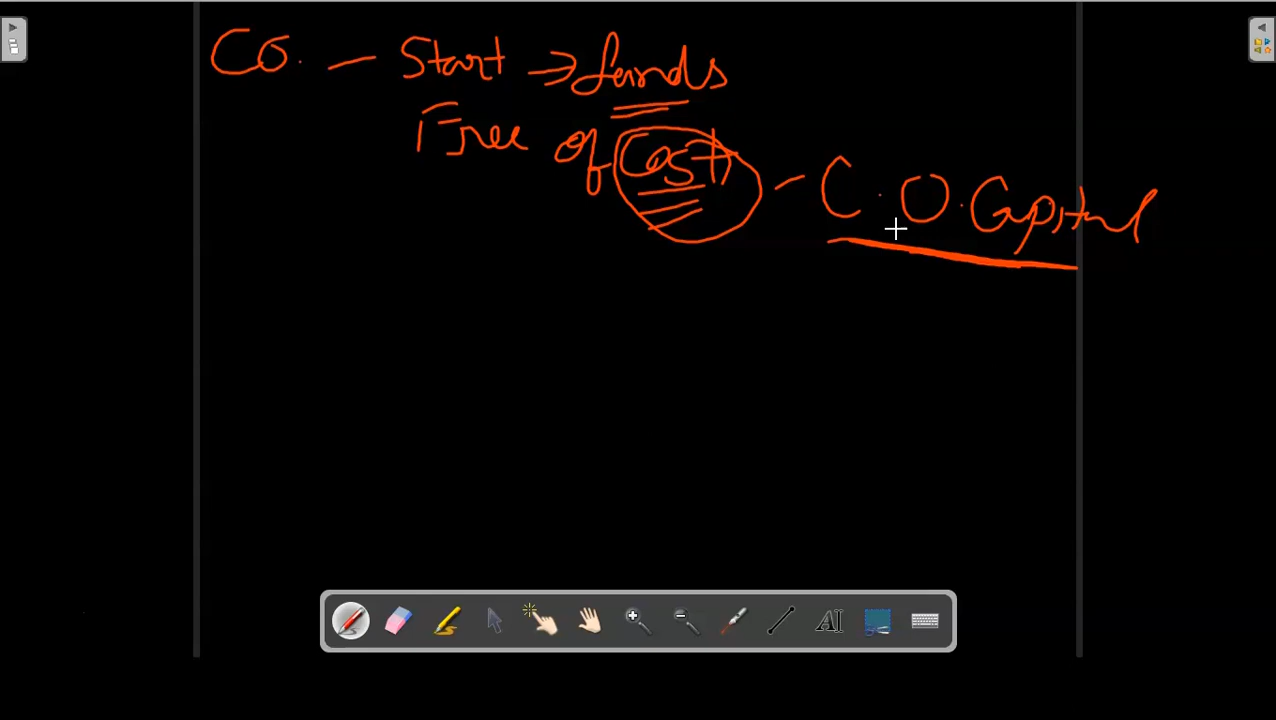 Co. – Start → funds
Free of Cost – C.O.Capital